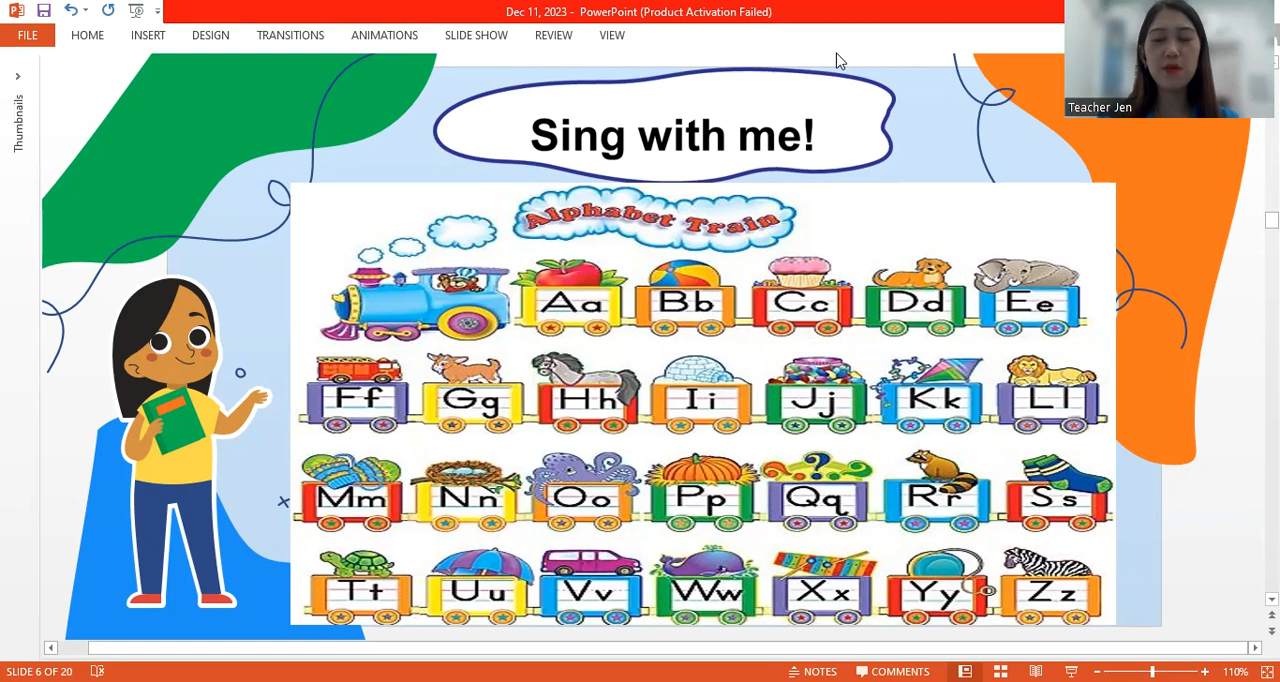 Dec 11, 2023 - PowerPoint (Product Activation Failed)
FILE HOME INSERT DESIGN TRANSITIONS ANIMATIONS SLIDE SHOW REVIEW VIEW
Teacher Jen
Thumbnails
Sing with me!
Alphabet Train
Aa Bb Cc Dd Ee
Ff Gg Hh Ii Jj Kk Ll
Mm Nn Oo Pp Qq Rr Ss
Tt Uu Vv Ww Xx Yy Zz
SLIDE 6 OF 20 NOTES COMMENTS 110%